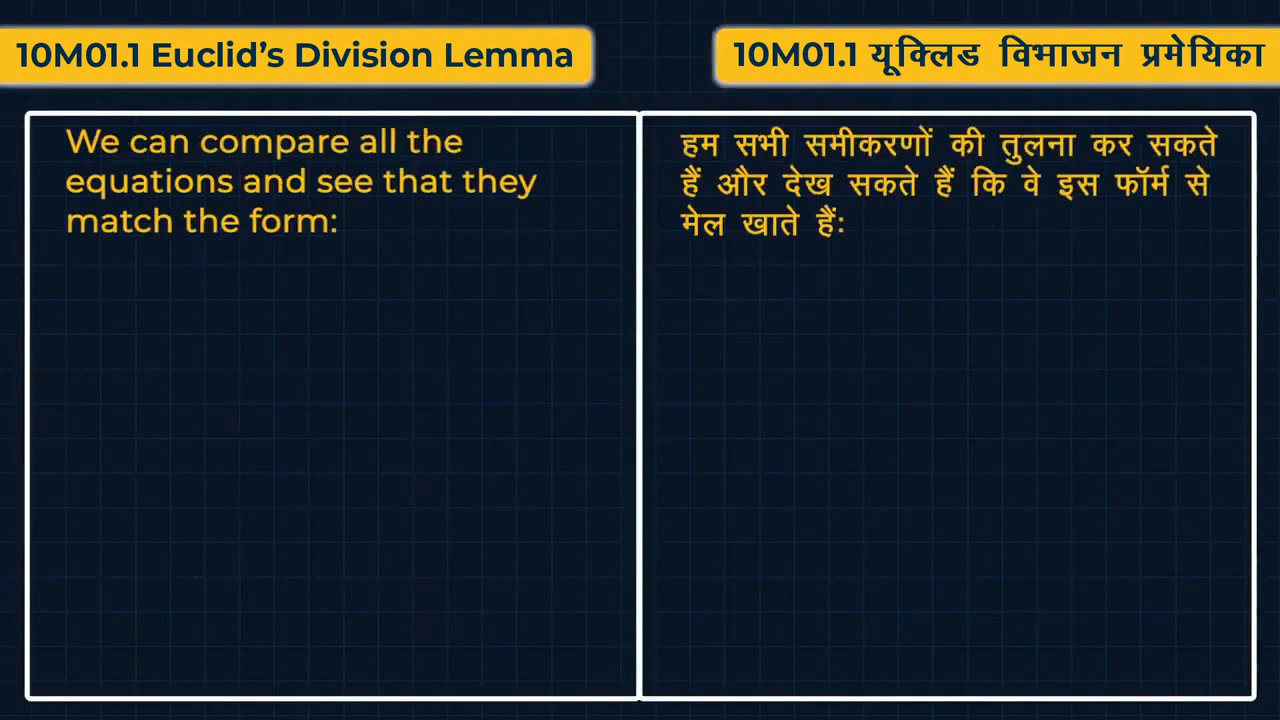 10M01.1 Euclid’s Division Lemma
10M01.1 यूक्लिड विभाजन प्रमेयिका
We can compare all the
equations and see that they
match the form:
हम सभी समीकरणों की तुलना कर सकते
हैं और देख सकते हैं कि वे इस फॉर्म से
मेल खाते हैं: